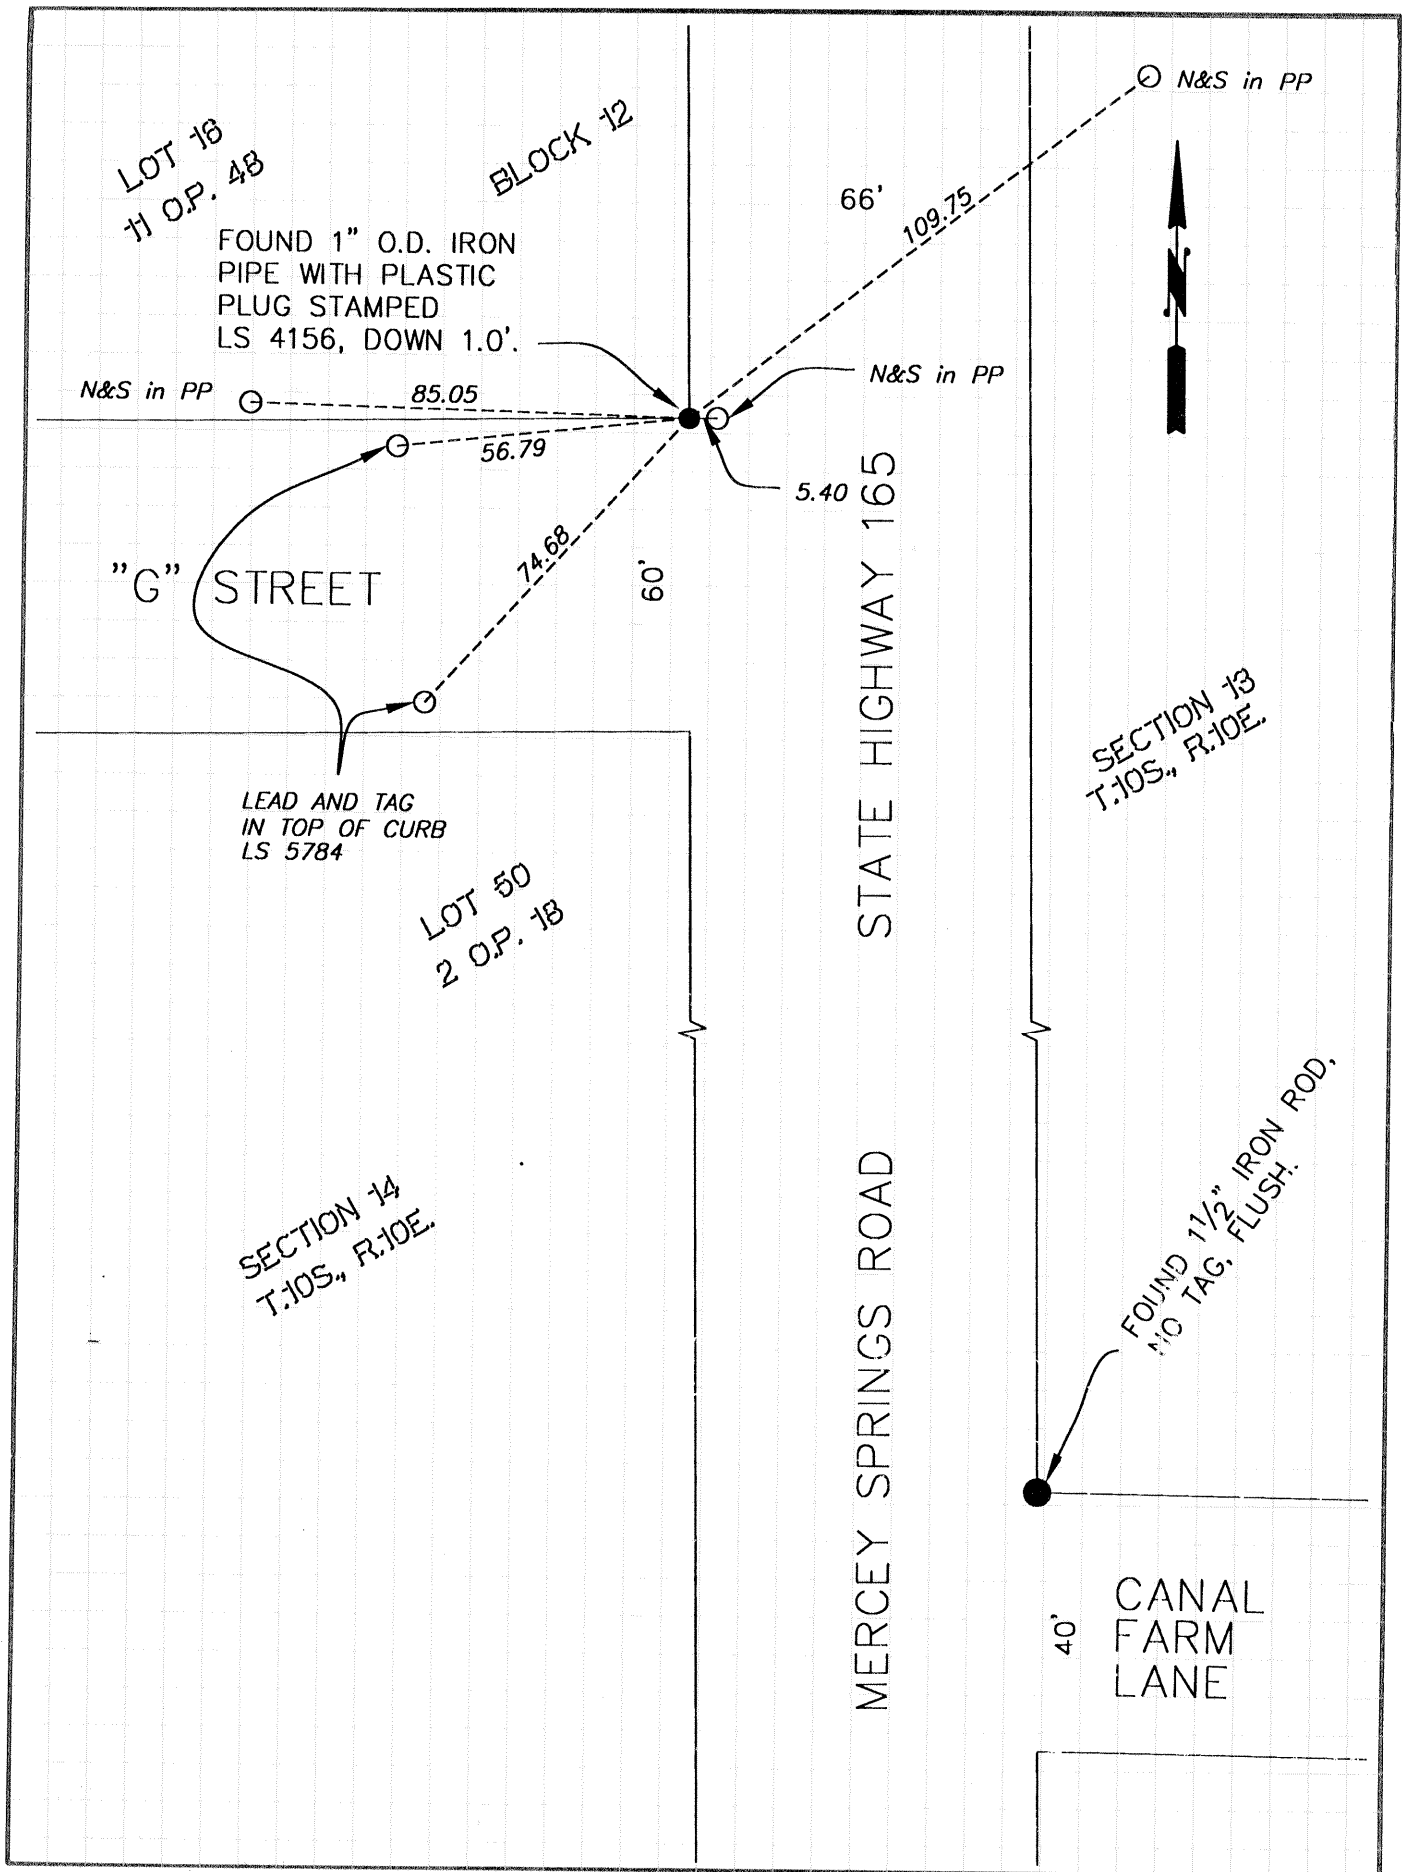 N&S in PP
LOT 16
11 O.P. 48
BLOCK 12
66'
109.75
N
FOUND 1" O.D. IRON
PIPE WITH PLASTIC
PLUG STAMPED
LS 4156, DOWN 1.0'.
N&S in PP
85.05
N&S in PP
56.79
5.40
74.68
60'
"G" STREET
STATE HIGHWAY 165
SECTION 13
T.10S., R.10E.
LEAD AND TAG
IN TOP OF CURB
LS 5784
LOT 50
2 O.P. 18
SECTION 14
T.10S., R.10E.
MERCEY SPRINGS ROAD
FOUND 1 1/2" IRON ROD,
NO TAG, FLUSH.
40'
CANAL
FARM
LANE